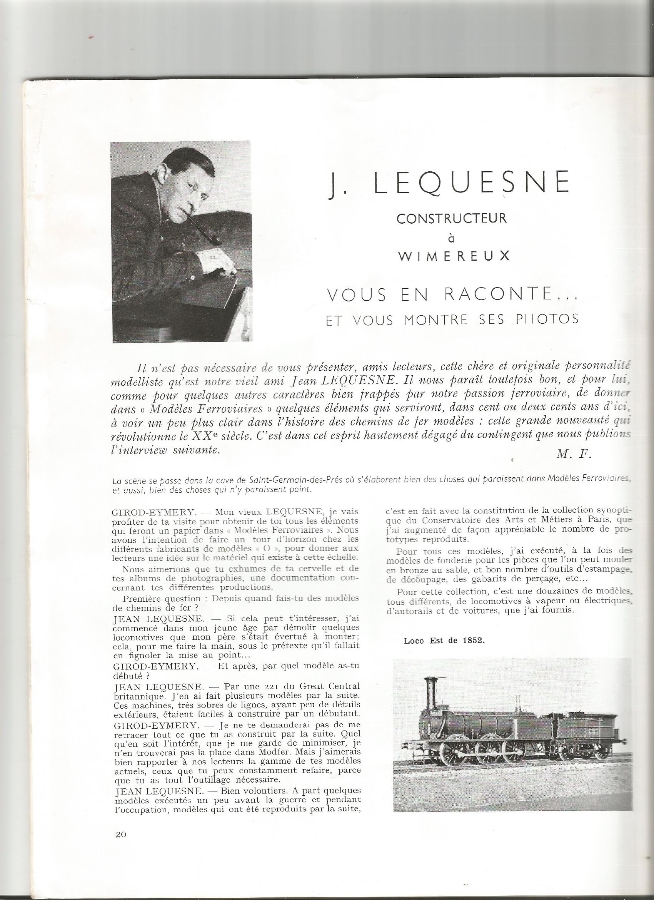 J. LEQUESNE
CONSTRUCTEUR
à
WIMEREUX
VOUS EN RACONTE...
ET VOUS MONTRE SES PHOTOS
Il n'est pas nécessaire de vous présenter, amis lecteurs, cette chère et originale personnalité
modelliste qu'est notre vieil ami Jean LEQUESNE. Il nous paraît toutefois bon, et pour lui,
comme pour quelques autres caractères bien frappés par notre passion ferroviaire, de donner
dans « Modèles Ferroviaires » quelques éléments qui serviront, dans cent ou deux cents ans d'ici,
à voir un peu plus clair dans l'histoire des chemins de fer modèles : cette grande nouveauté qui
révolutionne le XXe siècle. C'est dans cet esprit hautement dégagé du contingent que nous publions
l'interview suivante.
M. F.
La scène se passe dans la cave de Saint-Germain-des-Prés où s'élaborent bien des choses qui paraissent dans Modèles Ferroviaires,
et aussi, bien des choses qui n'y paraissent point.
GIROD-EYMERY. — Mon vieux LEQUESNE, je vais
profiter de ta visite pour obtenir de toi tous les éléments
qui feront un papier dans « Modèles Ferroviaires ». Nous
avons l'intention de faire un tour d'horizon chez les
différents fabricants de modèles « O », pour donner aux
lecteurs une idée sur le matériel qui existe à cette échelle.
Nous aimerions que tu exhumes de ta cervelle et de
tes albums de photographies, une documentation con-
cernant tes différentes productions.
Première question : Depuis quand fais-tu des modèles
de chemins de fer ?
JEAN LEQUESNE. — Si cela peut t'intéresser, j'ai
commencé dans mon jeune âge par démolir quelques
locomotives que mon père s'était évertué à monter;
cela, pour me faire la main, sous le prétexte qu'il fallait
en fignoler la mise au point...
GIROD-EYMERY. — Et après, par quel modèle as-tu
débuté ?
JEAN LEQUESNE. — Par une 221 du Great Central
britannique. J'en ai fait plusieurs modèles par la suite.
Ces machines, très sobres de lignes, ayant peu de détails
extérieurs, étaient faciles à construire par un débutant.
GIROD-EYMERY. — Je ne te demanderai pas de me
retracer tout ce que tu as construit par la suite. Quel
qu'en soit l'intérêt, que je me garde de minimiser, je
n'en trouverai pas la place dans Modfer. Mais j'aimerais
bien rapporter à nos lecteurs la gamme de tes modèles
actuels, ceux que tu peux constamment refaire, parce
que tu as tout l'outillage nécessaire.
JEAN LEQUESNE. — Bien volontiers. A part quelques
modèles exécutés un peu avant la guerre et pendant
l'occupation, modèles qui ont été reproduits par la suite,
c'est en fait avec la constitution de la collection synopti-
que du Conservatoire des Arts et Métiers à Paris, que
j'ai augmenté de façon appréciable le nombre de pro-
totypes reproduits.
Pour tous ces modèles, j'ai exécuté, à la fois des
modèles de fonderie pour les pièces que l'on peut mouler
en bronze au sable, et bon nombre d'outils d'estampage,
de découpage, des gabarits de perçage, etc...
Pour cette collection, c'est une douzaine de modèles,
tous différents, de locomotives à vapeur ou électriques,
d'autorails et de voitures, que j'ai fournis.
Loco Est de 1852.
20